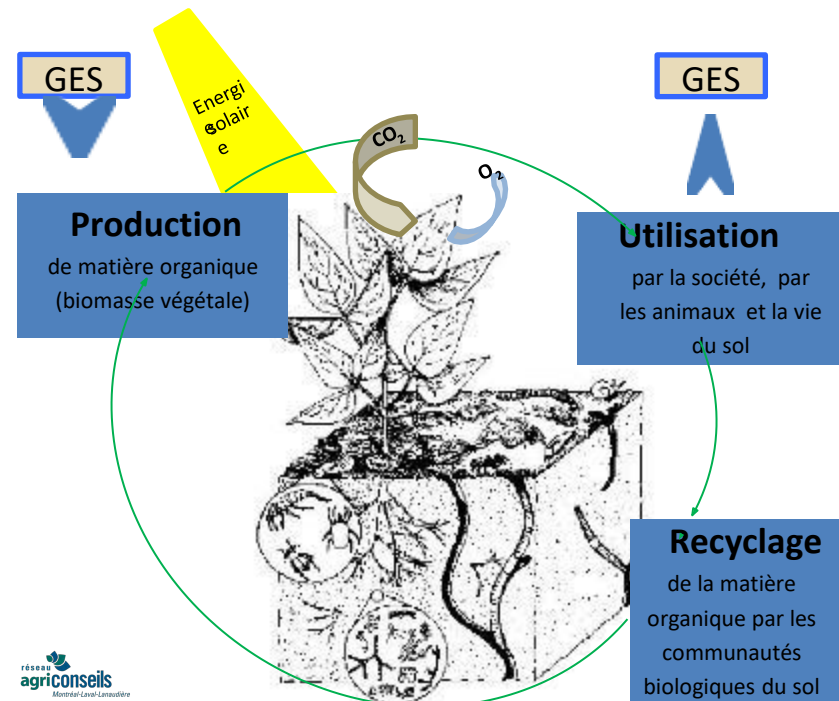 GES
GES
Energi
e solair
e
CO₂
O₂
Production
de matière organique
(biomasse végétale)
Utilisation
par la société, par
les animaux et la vie
du sol
Recyclage
de la matière
organique par les
communautés
biologiques du sol
réseau
agriconseils
Montréal-Laval-Lanaudière